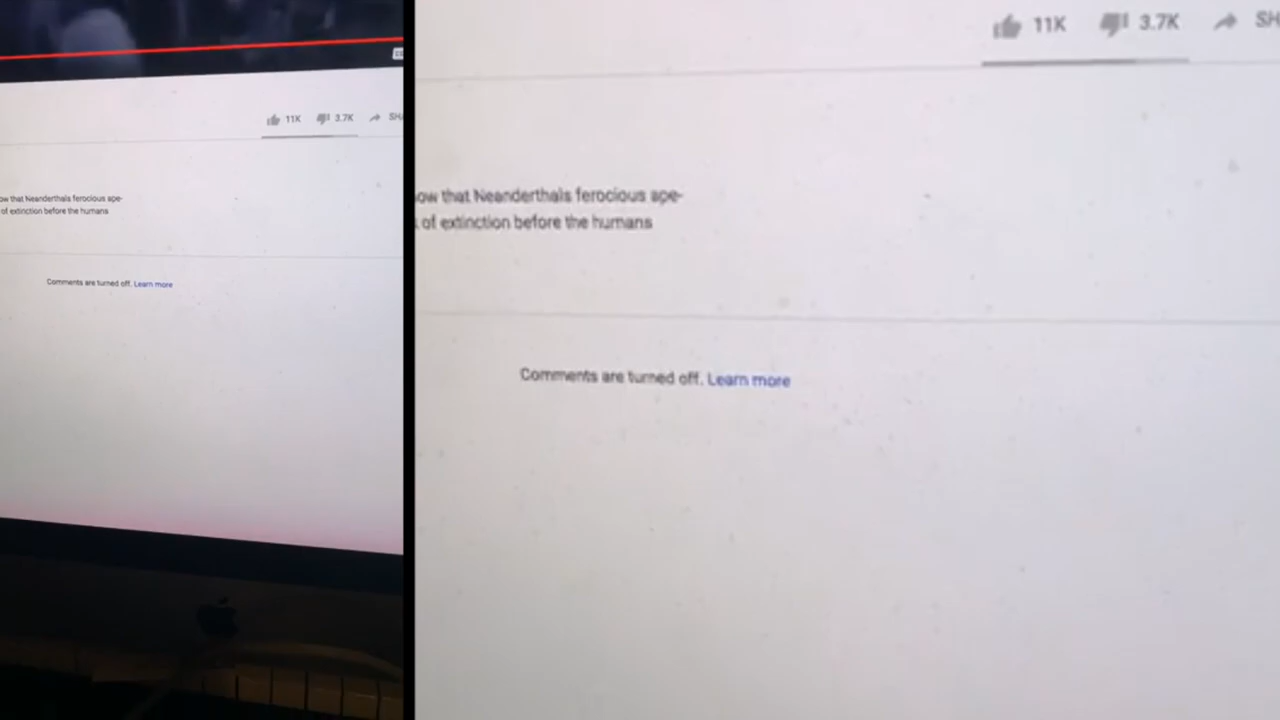 11K 3.7K SH
ow that Neanderthals ferocious ape-
of extinction before the humans
Comments are turned off. Learn more
11K 3.7K SH
ow that Neanderthals ferocious ape-
of extinction before the humans
Comments are turned off. Learn more